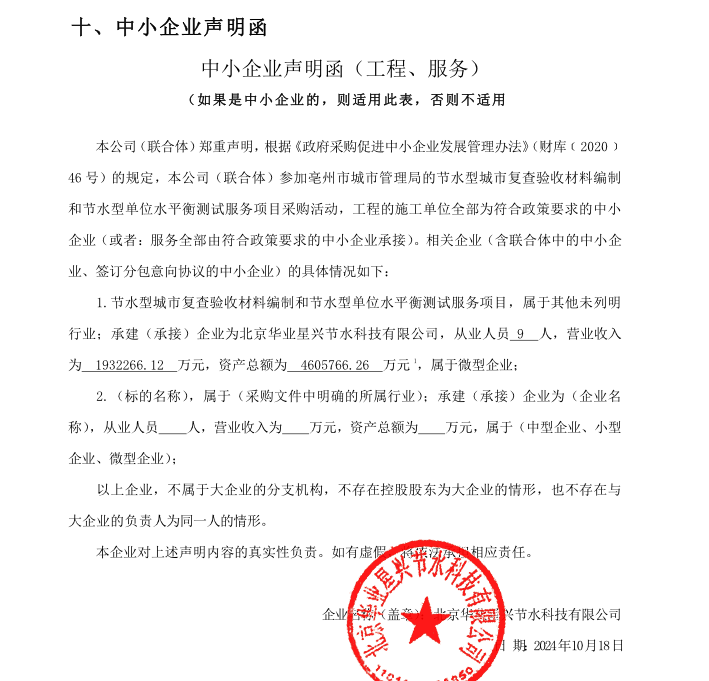 十、中小企业声明函
中小企业声明函（工程、服务）
（如果是中小企业的，则适用此表，否则不适用
本公司（联合体）郑重声明，根据《政府采购促进中小企业发展管理办法》（财库﹝2020﹞
46 号）的规定，本公司（联合体）参加亳州市城市管理局的节水型城市复查验收材料编制
和节水型单位水平衡测试服务项目采购活动，工程的施工单位全部为符合政策要求的中小
企业（或者：服务全部由符合政策要求的中小企业承接）。相关企业（含联合体中的中小企
业、签订分包意向协议的中小企业）的具体情况如下：
1.节水型城市复查验收材料编制和节水型单位水平衡测试服务项目，属于其他未列明
行业；承建（承接）企业为北京华业星兴节水科技有限公司，从业人员 9 人，营业收入
为 1932266.12 万元，资产总额为 4605766.26 万元¹，属于微型企业；
2.（标的名称），属于（采购文件中明确的所属行业）；承建（承接）企业为（企业名
称），从业人员____人，营业收入为____万元，资产总额为____万元，属于（中型企业、小型
企业、微型企业）；
以上企业，不属于大企业的分支机构，不存在控股股东为大企业的情形，也不存在与
大企业的负责人为同一人的情形。
本企业对上述声明内容的真实性负责。如有虚假，将依法承担相应责任。
企业名称（盖章）：北京华业星兴节水科技有限公司
日 期：2024年10月18日
北京华业星兴节水科技有限公司